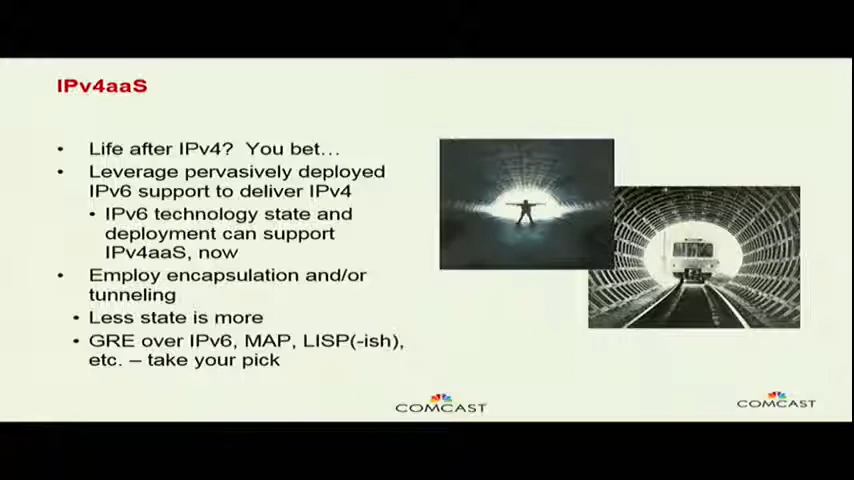 IPv4aaS
• Life after IPv4? You bet…
• Leverage pervasively deployed
IPv6 support to deliver IPv4
• IPv6 technology state and
deployment can support
IPv4aaS, now
• Employ encapsulation and/or
tunneling
• Less state is more
• GRE over IPv6, MAP, LISP(-ish),
etc. – take your pick
COMCAST
COMCAST